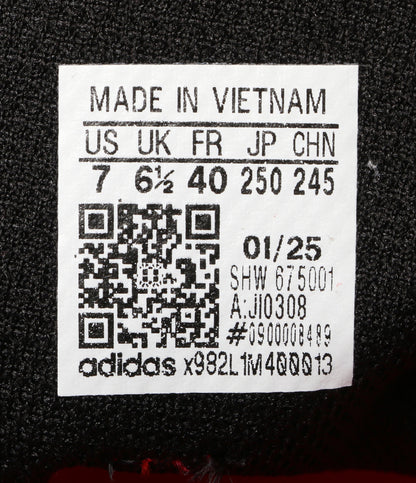 MADE IN VIETNAM
US UK FR JP CHN
7 6½ 40 250 245
01/25
SHW 675001
A:JI0308
#0900008489
adidas x982L1M400013